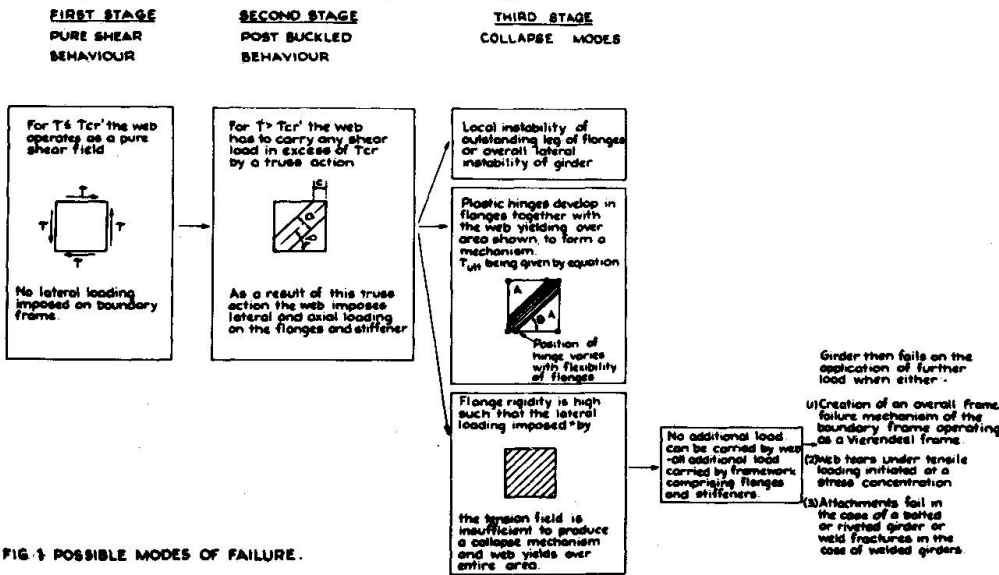 FIRST STAGE
PURE SHEAR
BEHAVIOUR
SECOND STAGE
POST BUCKLED
BEHAVIOUR
THIRD STAGE
COLLAPSE MODES
For τ ≤ τcr' the web
operates as a pure
shear field
τ
τ
τ
τ
No lateral loading
imposed on boundary
frame.
For τ > τcr' the web
has to carry any shear
load in excess of τcr
by a truss action
c
As a result of this truss
action the web imposes
lateral and axial loading
on the flanges and stiffener
Local instability of
outstanding leg of flanges
or overall lateral
instability of girder
Plastic hinges develop in
flanges together with
the web yielding over
area shown, to form a
mechanism.
τult being given by equation
A
θ A
Position of
hinge varies
with flexibility
of flanges
Flange rigidity is high
such that the lateral
loading imposed by
the tension field is
insufficient to produce
a collapse mechanism
and web yields over
entire area.
No additional load
can be carried by web
-all additional load
carried by framework
comprising flanges
and stiffeners.
Girder then fails on the
application of further
load when either -
(1) Creation of an overall frame
failure mechanism of the
boundary frame operating
as a Vierendeel frame.
(2) Web tears under tensile
loading initiated at a
stress concentration
(3) Attachments fail in
the case of a bolted
or riveted girder or
weld fractures in the
case of welded girders.
FIG. 1 POSSIBLE MODES OF FAILURE.